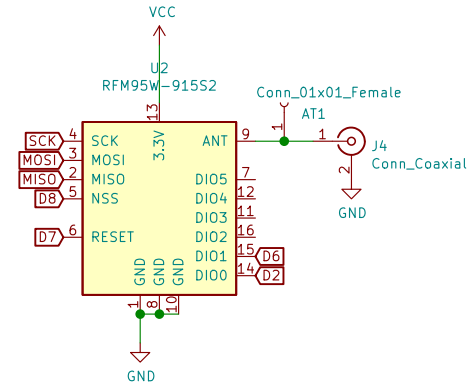 VCC
U2
RFM95W-915S2
Conn_01x01_Female
AT1
13
3.3V
1
SCK 4 SCK
MOSI 3 MOSI
MISO 2 MISO
D8 5 NSS
D7 6 RESET
ANT 9
1
J4
Conn_Coaxial
2
GND
DIO5 7
DIO4 12
DIO3 11
DIO2 16
DIO1 15 D6
DIO0 14 D2
GND GND GND
1 8 10
GND